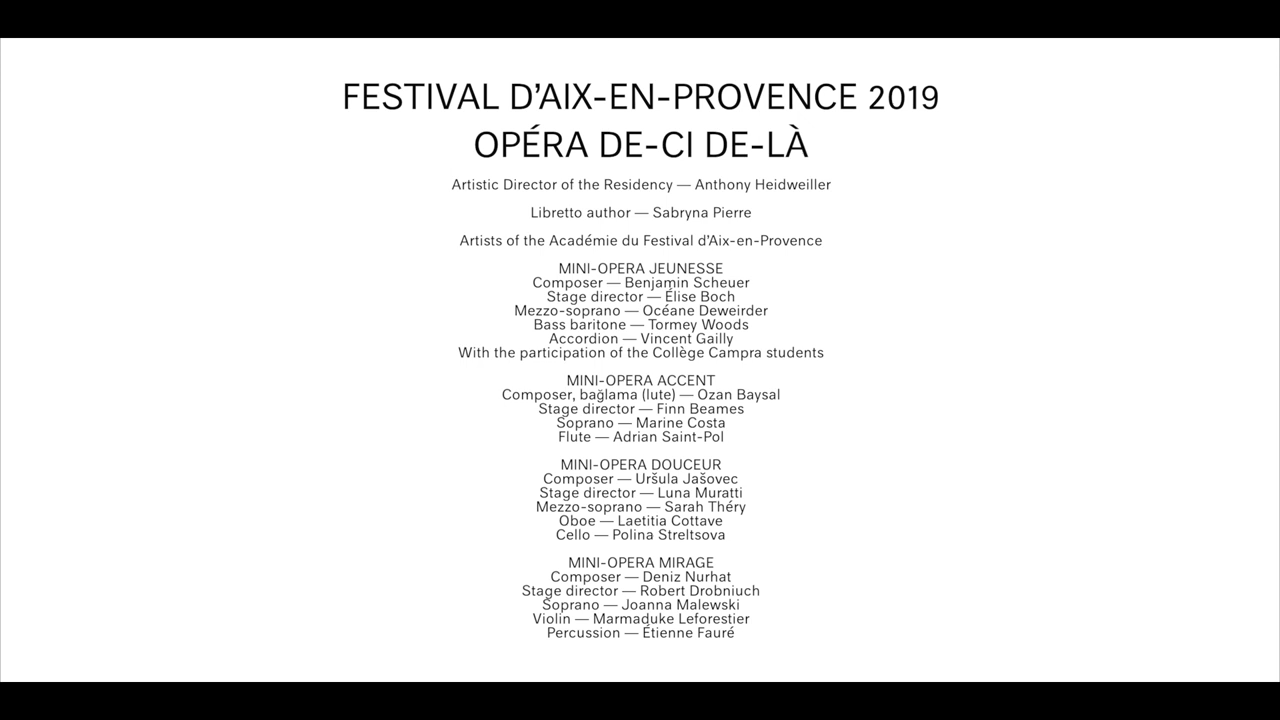 FESTIVAL D’AIX-EN-PROVENCE 2019
OPÉRA DE-CI DE-LÀ
Artistic Director of the Residency — Anthony Heidweiller
Libretto author — Sabryna Pierre
Artists of the Académie du Festival d’Aix-en-Provence
MINI-OPERA JEUNESSE
Composer — Benjamin Scheuer
Stage director — Élise Boch
Mezzo-soprano — Océane Deweirder
Bass baritone — Tormey Woods
Accordion — Vincent Gailly
With the participation of the Collège Campra students
MINI-OPERA ACCENT
Composer, bağlama (lute) — Ozan Baysal
Stage director — Finn Beames
Soprano — Marine Costa
Flute — Adrian Saint-Pol
MINI-OPERA DOUCEUR
Composer — Uršula Jašovec
Stage director — Luna Muratti
Mezzo-soprano — Sarah Théry
Oboe — Laetitia Cottave
Cello — Polina Streltsova
MINI-OPERA MIRAGE
Composer — Deniz Nurhat
Stage director — Robert Drobniuch
Soprano — Joanna Malewski
Violin — Marmaduke Leforestier
Percussion — Étienne Fauré